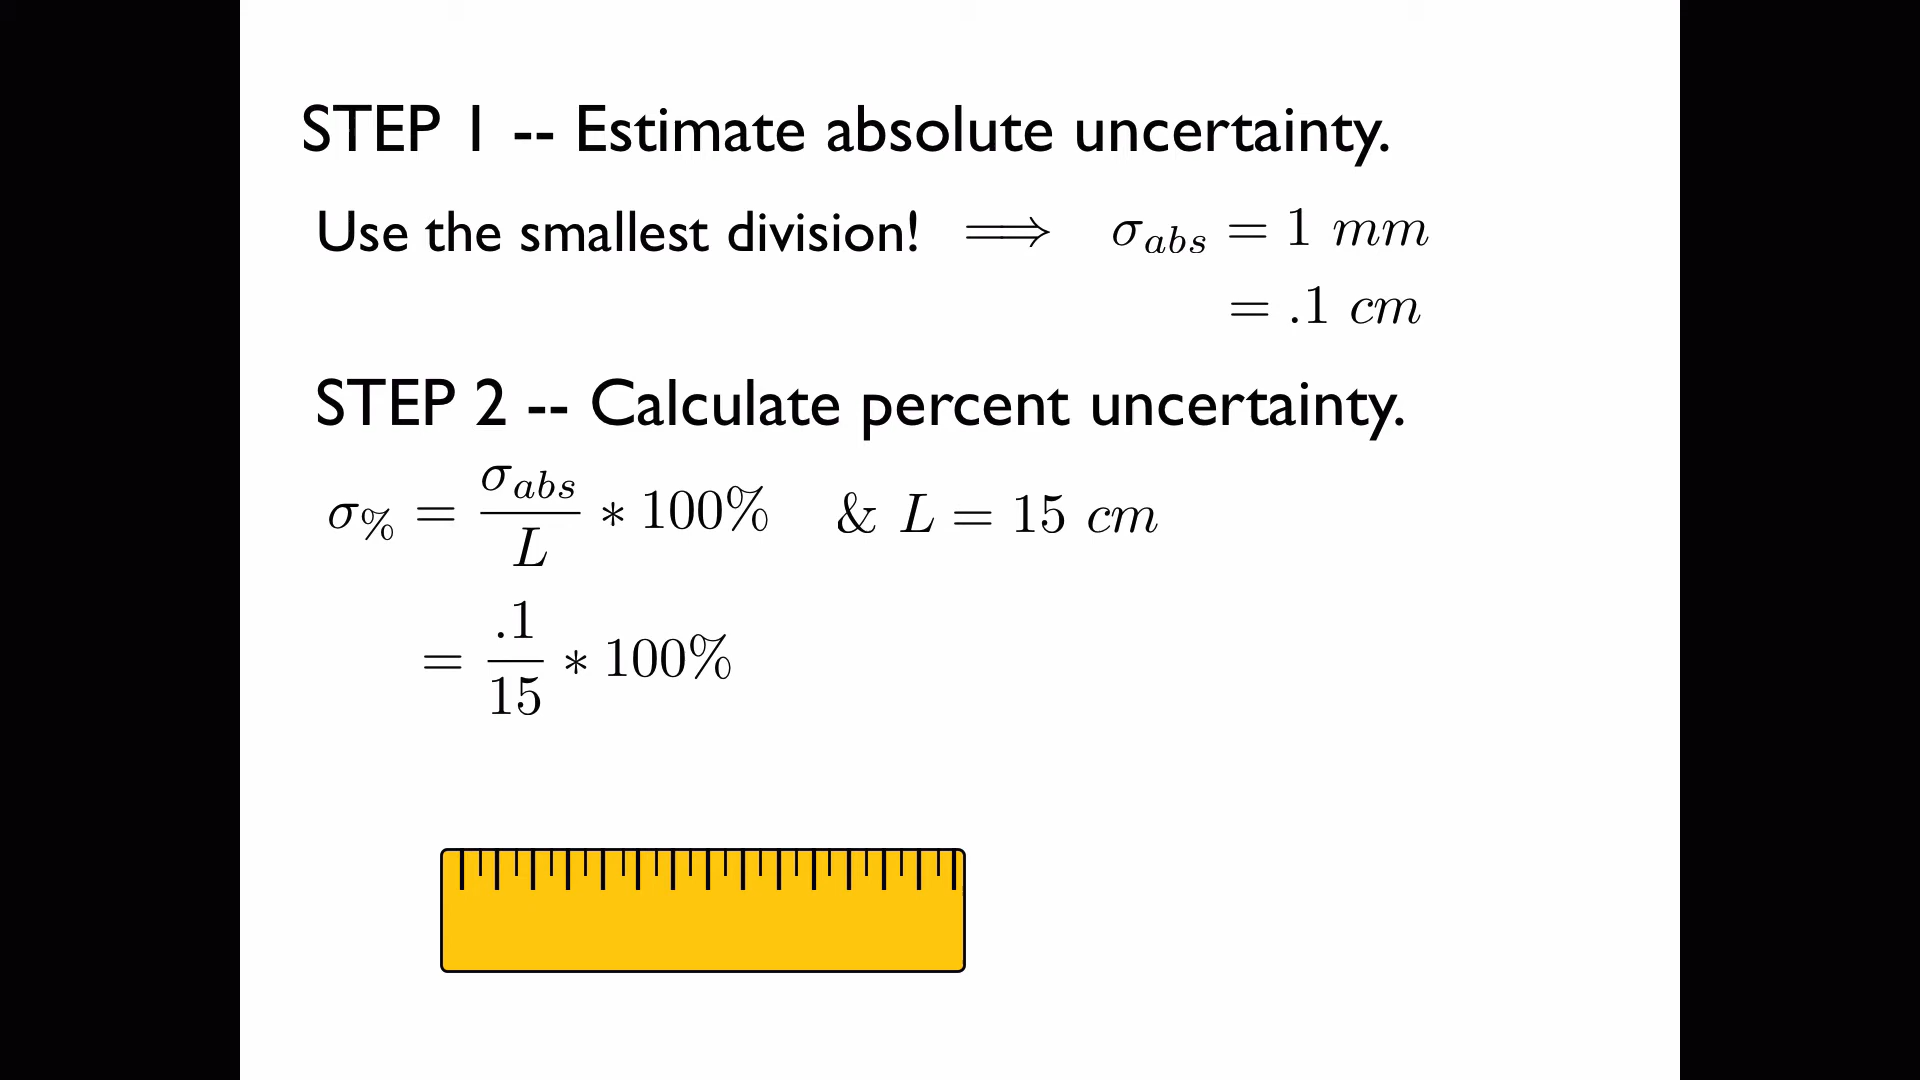 STEP 1 -- Estimate absolute uncertainty.
Use the smallest division! ⟹ σ_abs = 1 mm
= .1 cm
STEP 2 -- Calculate percent uncertainty.
σ_% = σ_abs / L * 100% & L = 15 cm
= .1 / 15 * 100%